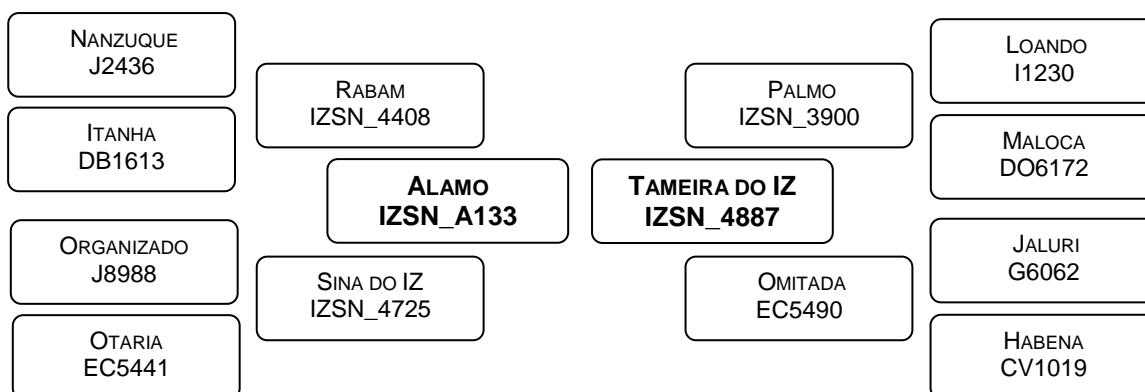 NANZUQUE
J2436
ITANHA
DB1613
ORGANIZADO
J8988
OTARIA
EC5441
RABAM
IZSN_4408
SINA DO IZ
IZSN_4725
ALAMO
IZSN_A133
TAMEIRA DO IZ
IZSN_4887
PALMO
IZSN_3900
OMITADA
EC5490
LOANDO
I1230
MALOCA
DO6172
JALURI
G6062
HABENA
CV1019